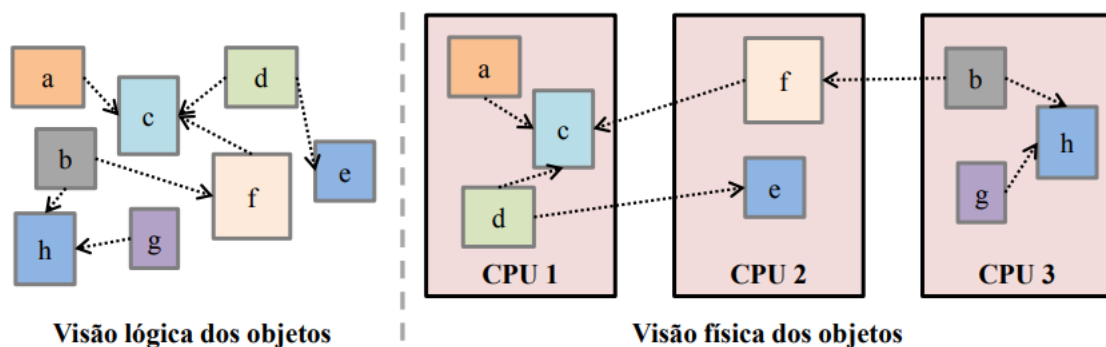 a
d
c
b
e
f
h
g
Visão lógica dos objetos
a
f
b
c
h
d
e
g
CPU 1
CPU 2
CPU 3
Visão física dos objetos